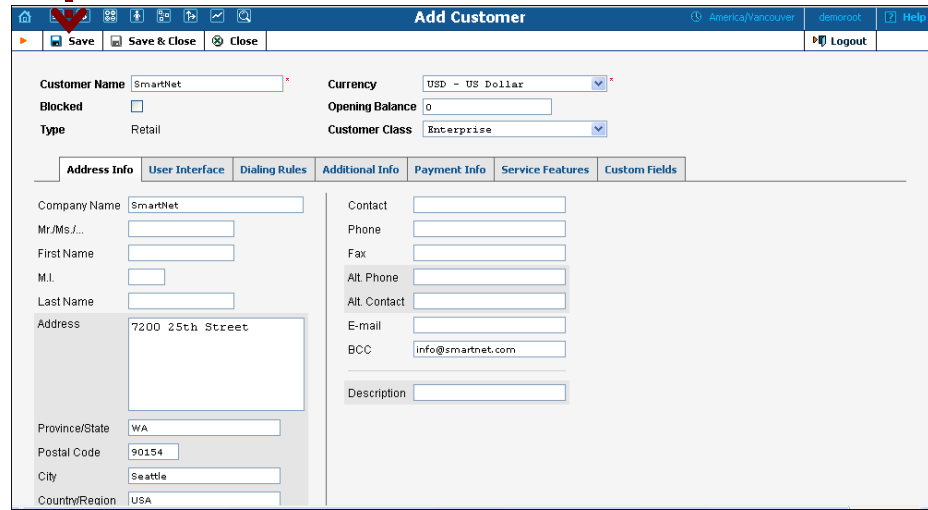 Add Customer America/Vancouver demoroot ? Help
Save Save & Close Close Logout
Customer Name SmartNet * Currency USD - US Dollar *
Blocked Opening Balance 0
Type Retail Customer Class Enterprise
Address Info User Interface Dialing Rules Additional Info Payment Info Service Features Custom Fields
Company Name SmartNet Contact
Mr./Ms./... Phone
First Name Fax
M.I. Alt. Phone
Last Name Alt. Contact
Address 7200 25th Street E-mail
BCC info@smartnet.com
Description
Province/State WA
Postal Code 90154
City Seattle
Country/Region USA